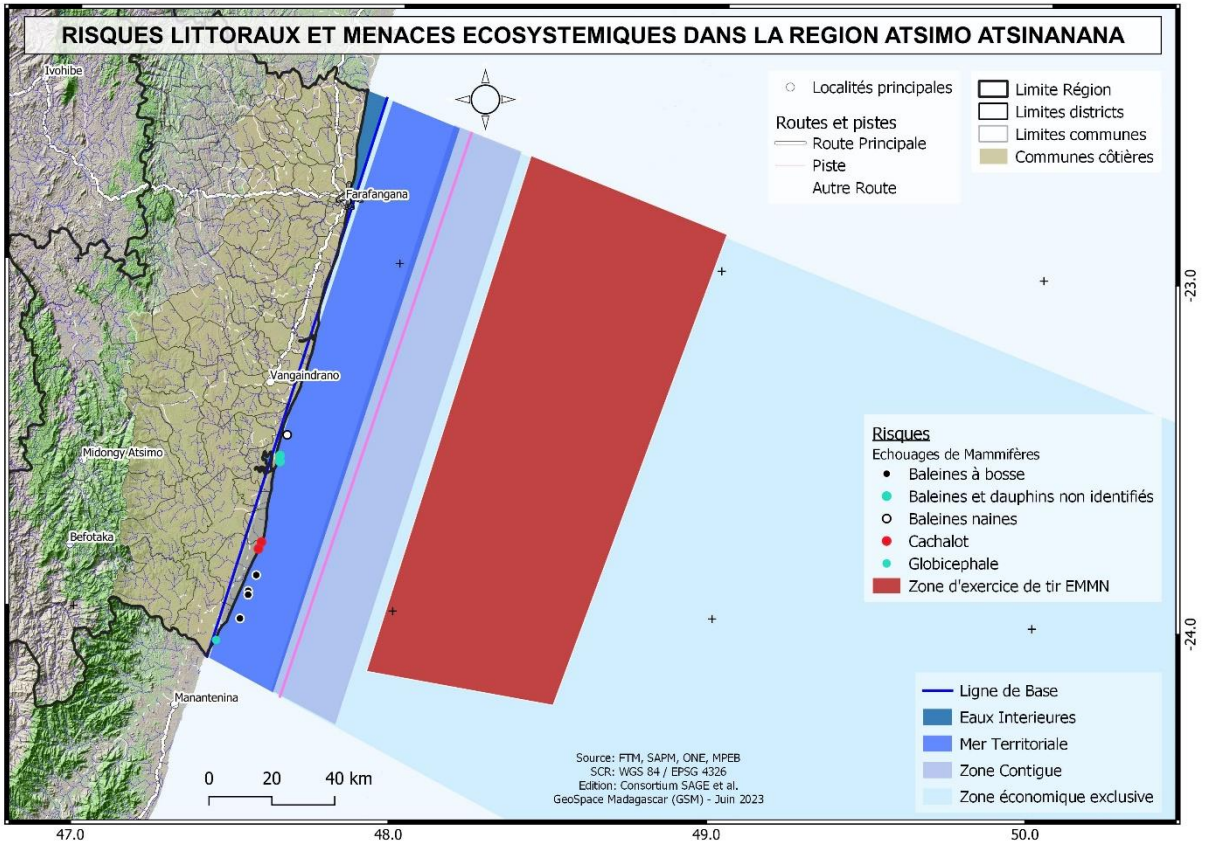 RISQUES LITTORAUX ET MENACES ECOSYSTEMIQUES DANS LA REGION ATSIMO ATSINANANA
Ivohibe
Farafangana
Vangaindrano
Midongy Atsimo
Befotaka
Manantenina
Localités principales
Routes et pistes
Route Principale
Piste
Autre Route
Limite Région
Limites districts
Limites communes
Communes côtières
-23.0
Risques
Echouages de Mammifères
Baleines à bosse
Baleines et dauphins non identifiés
Baleines naines
Cachalot
Globicephale
Zone d'exercice de tir EMMN
-24.0
Ligne de Base
Eaux Interieures
Mer Territoriale
Zone Contigue
Zone économique exclusive
Source: FTM, SAPM, ONE, MPEB
SCR: WGS 84 / EPSG 4326
Edition: Consortium SAGE et al.
GeoSpace Madagascar (GSM) - Juin 2023
0 20 40 km
47.0 48.0 49.0 50.0